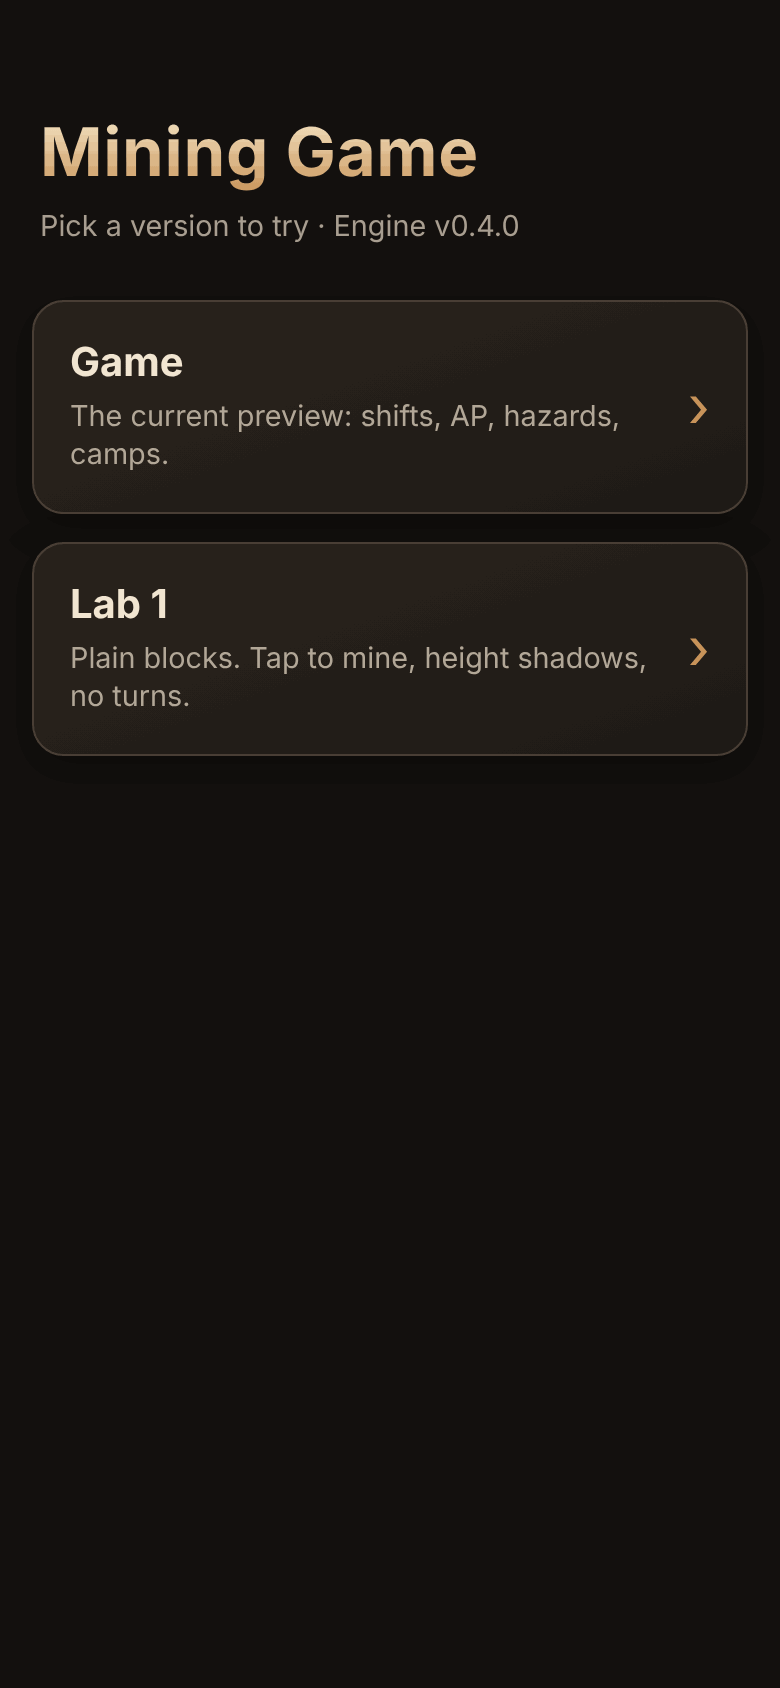 Mining Game
Pick a version to try · Engine v0.4.0
Game
The current preview: shifts, AP, hazards,
camps.
Lab 1
Plain blocks. Tap to mine, height shadows,
no turns.